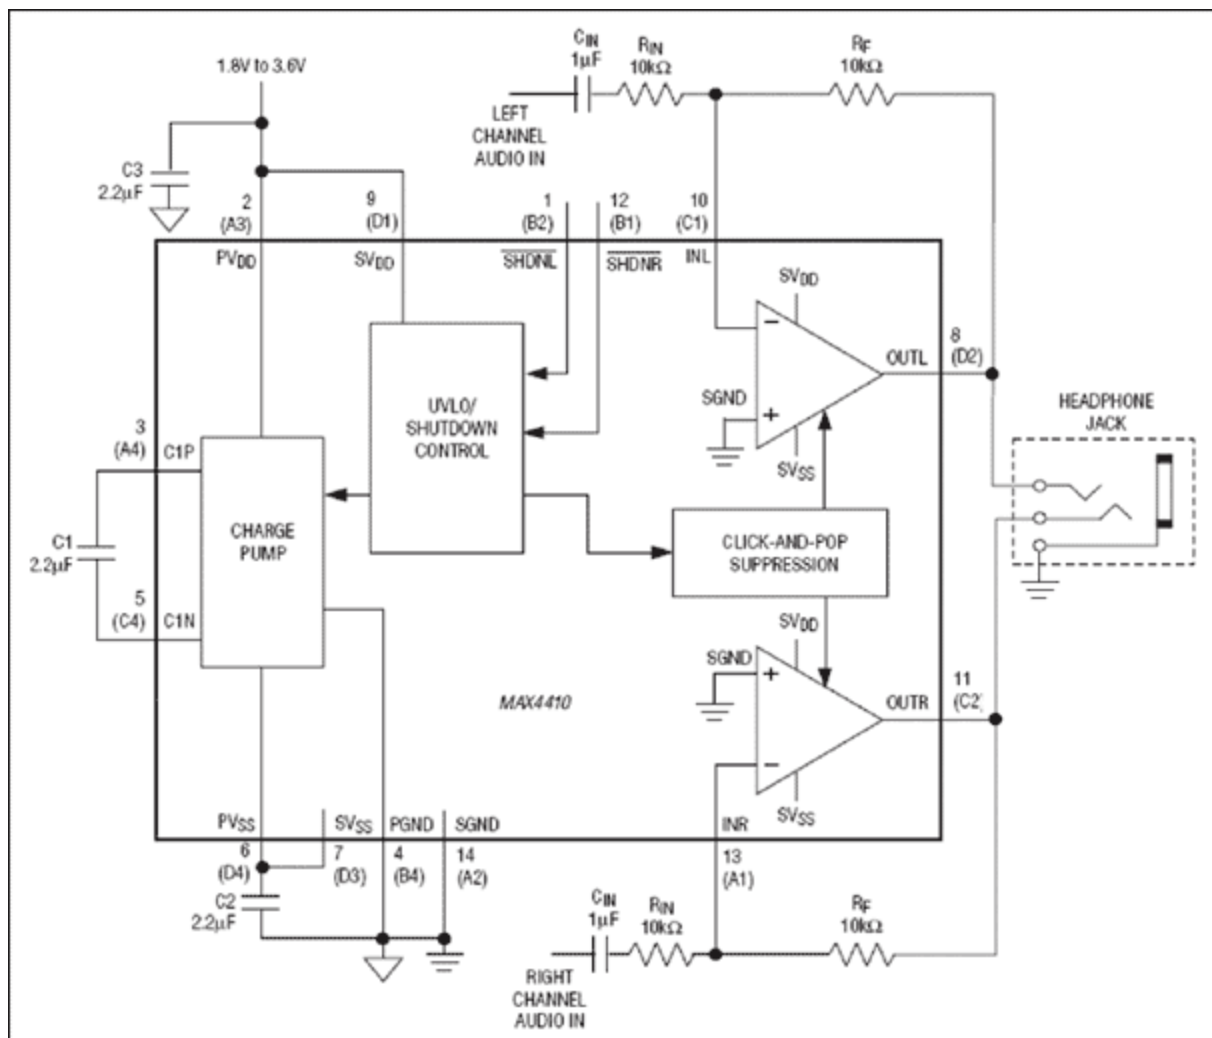 1.8V to 3.6V
C3
2.2µF
CIN
1µF
RIN
10kΩ
RF
10kΩ
LEFT
CHANNEL
AUDIO IN
2
(A3)
9
(D1)
1
(B2)
12
(B1)
10
(C1)
PVDD
SVDD
SHDNL
SHDNR
INL
SVDD
−
SGND
+
SVSS
OUTL
8
(D2)
UVLO/
SHUTDOWN
CONTROL
HEADPHONE
JACK
3
(A4)
C1P
C1
2.2µF
CHARGE
PUMP
5
(C4)
C1N
CLICK-AND-POP
SUPPRESSION
SVDD
SGND
+
−
SVSS
OUTR
11
(C2)
MAX4410
PVSS
SVSS
PGND
SGND
INR
6
(D4)
7
(D3)
4
(B4)
14
(A2)
13
(A1)
C2
2.2µF
CIN
1µF
RIN
10kΩ
RF
10kΩ
RIGHT
CHANNEL
AUDIO IN